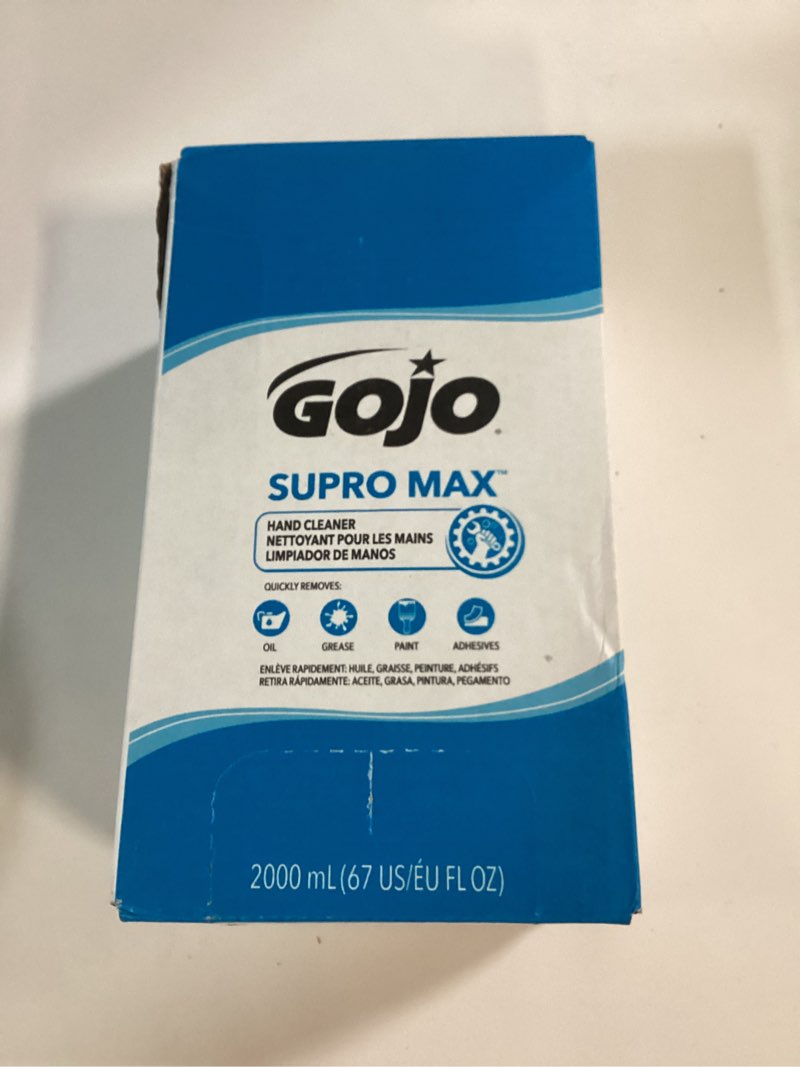 GOJO
SUPRO MAX™
HAND CLEANER
NETTOYANT POUR LES MAINS
LIMPIADOR DE MANOS
QUICKLY REMOVES:
OIL GREASE PAINT ADHESIVES
ENLÈVE RAPIDEMENT: HUILE, GRAISSE, PEINTURE, ADHÉSIFS
RETIRA RÁPIDAMENTE: ACEITE, GRASA, PINTURA, PEGAMENTO
2000 mL (67 US/ÉU FL OZ)